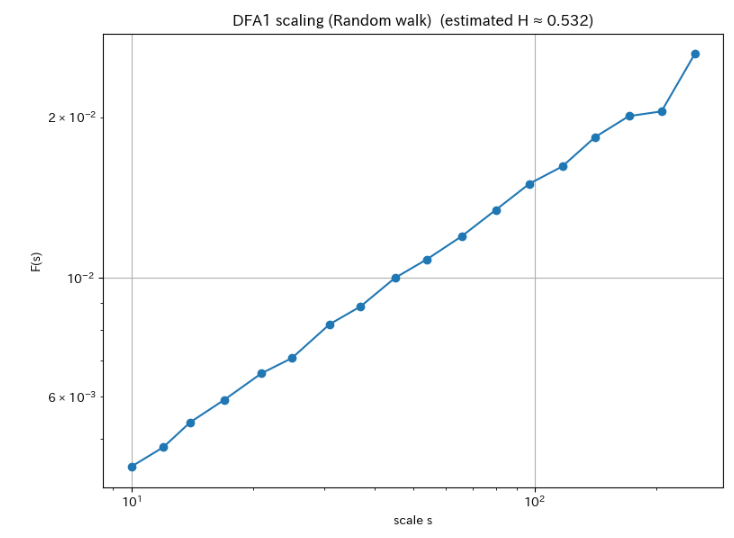 DFA1 scaling (Random walk)  (estimated H ≈ 0.532)
F(s)
2 × 10⁻²
10⁻²
6 × 10⁻³
10¹
10²
scale s